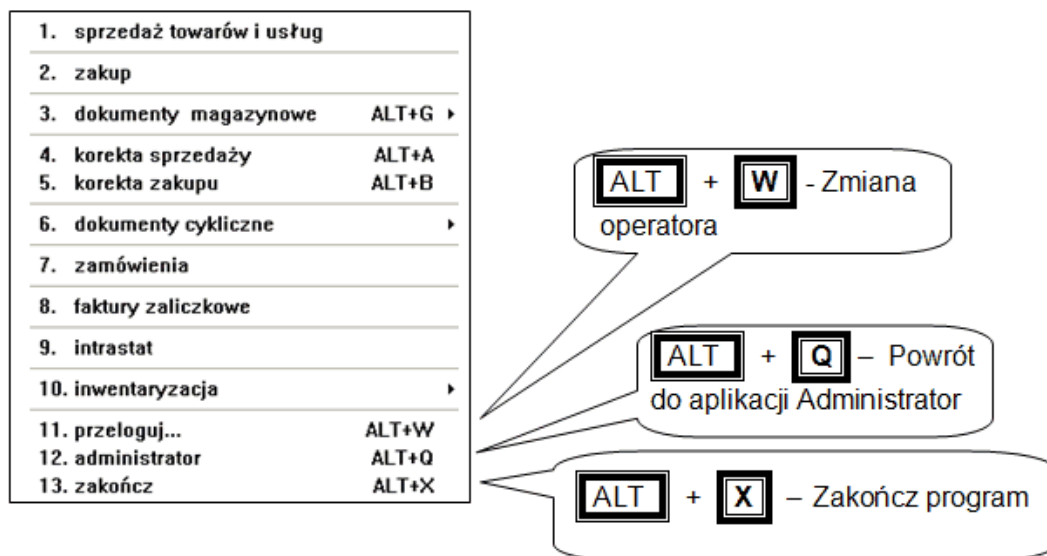 1. sprzedaż towarów i usług
2. zakup
3. dokumenty magazynowe ALT+G
4. korekta sprzedaży ALT+A
5. korekta zakupu ALT+B
6. dokumenty cykliczne
7. zamówienia
8. faktury zaliczkowe
9. intrastat
10. inwentaryzacja
11. przeloguj... ALT+W
12. administrator ALT+Q
13. zakończ ALT+X
ALT + W - Zmiana
operatora
ALT + Q – Powrót
do aplikacji Administrator
ALT + X – Zakończ program